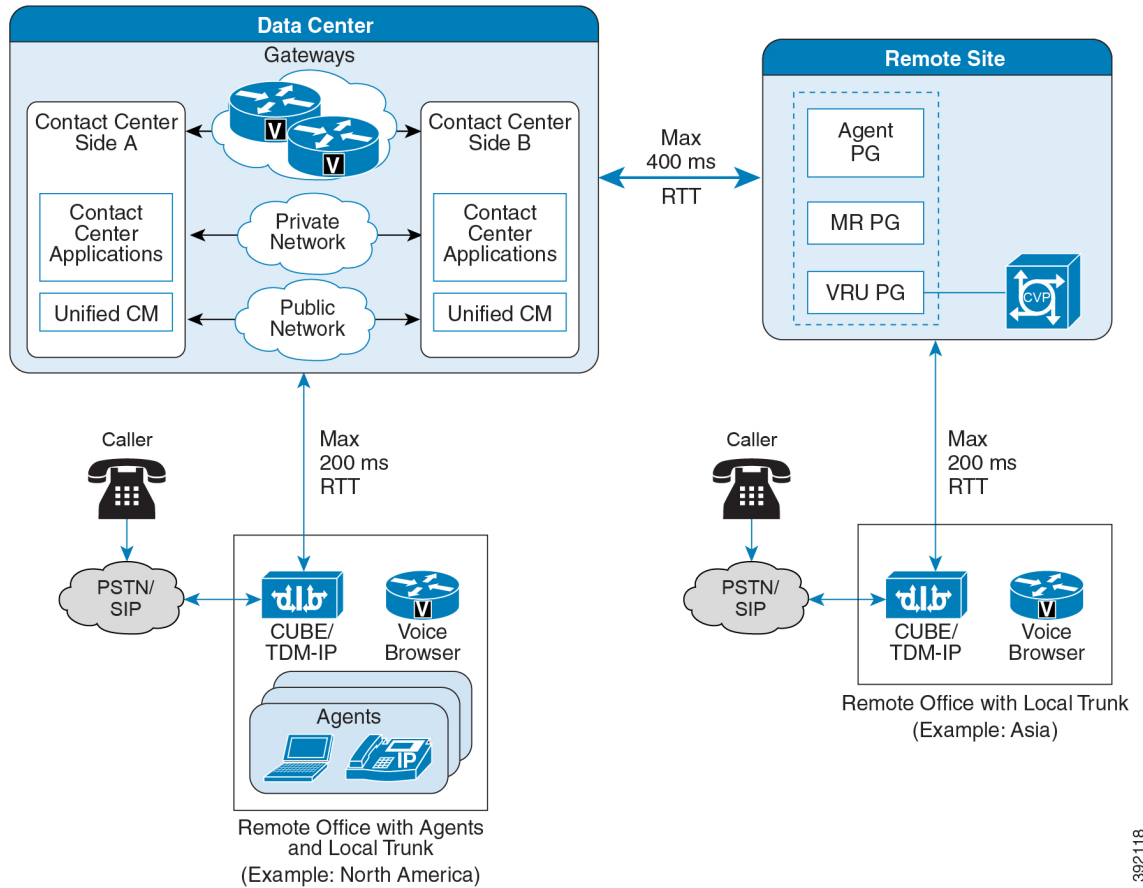 Data Center
Gateways
Contact Center
Side A
V
V
Contact Center
Side B
Contact
Center
Applications
Private
Network
Contact
Center
Applications
Unified CM
Public
Network
Unified CM
Max
400 ms
RTT
Remote Site
Agent
PG
MR PG
VRU PG
CVP
Caller
Max
200 ms
RTT
PSTN/
SIP
CUBE/
TDM-IP
V
Voice
Browser
Agents
IP
Remote Office with Agents
and Local Trunk
(Example: North America)
Caller
Max
200 ms
RTT
PSTN/
SIP
CUBE/
TDM-IP
V
Voice
Browser
Remote Office with Local Trunk
(Example: Asia)
392118